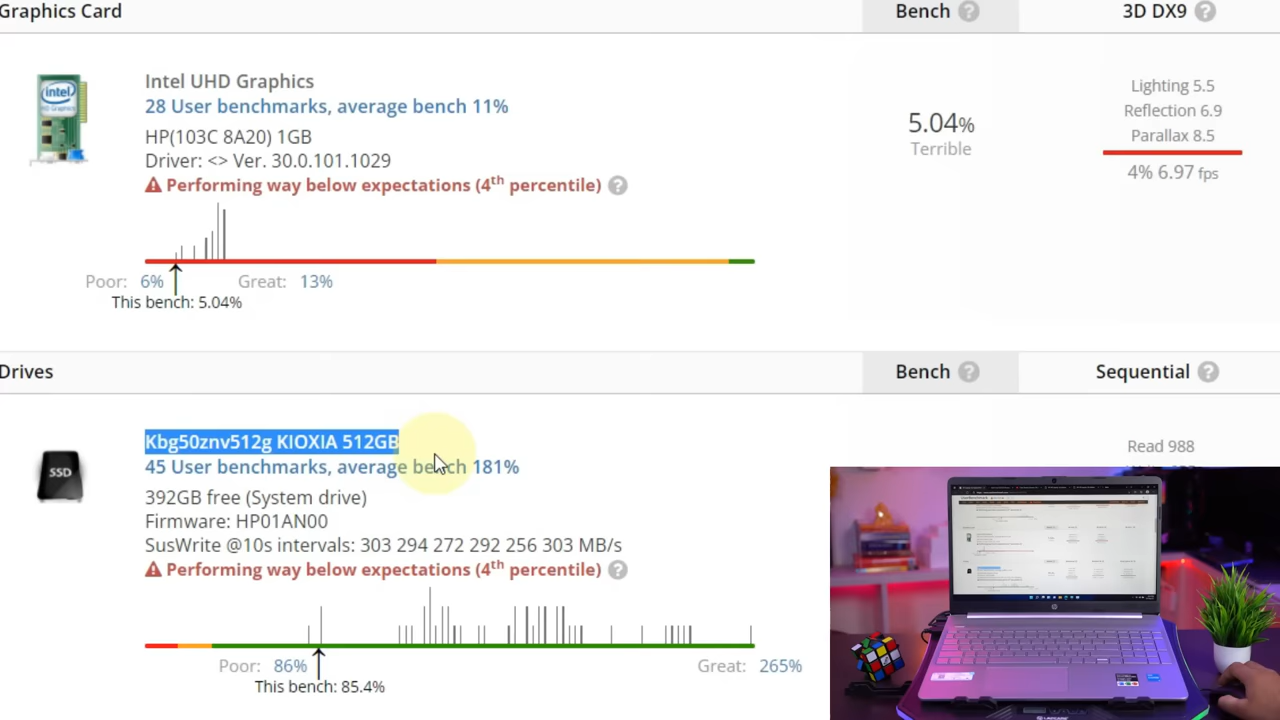 Graphics Card Bench ? 3D DX9 ?
intel
Intel UHD Graphics
28 User benchmarks, average bench 11%
HP(103C 8A20) 1GB
Driver: <> Ver. 30.0.101.1029
Performing way below expectations (4th percentile) ?
Poor: 6% Great: 13%
This bench: 5.04%
5.04%
Terrible
Lighting 5.5
Reflection 6.9
Parallax 8.5
4% 6.97 fps
Drives Bench ? Sequential ?
SSD
Kbg50znv512g KIOXIA 512GB
45 User benchmarks, average bench 181%
392GB free (System drive)
Firmware: HP01AN00
SusWrite @10s intervals: 303 294 272 292 256 303 MB/s
Performing way below expectations (4th percentile) ?
Poor: 86% Great: 265%
This bench: 85.4%
Read 988